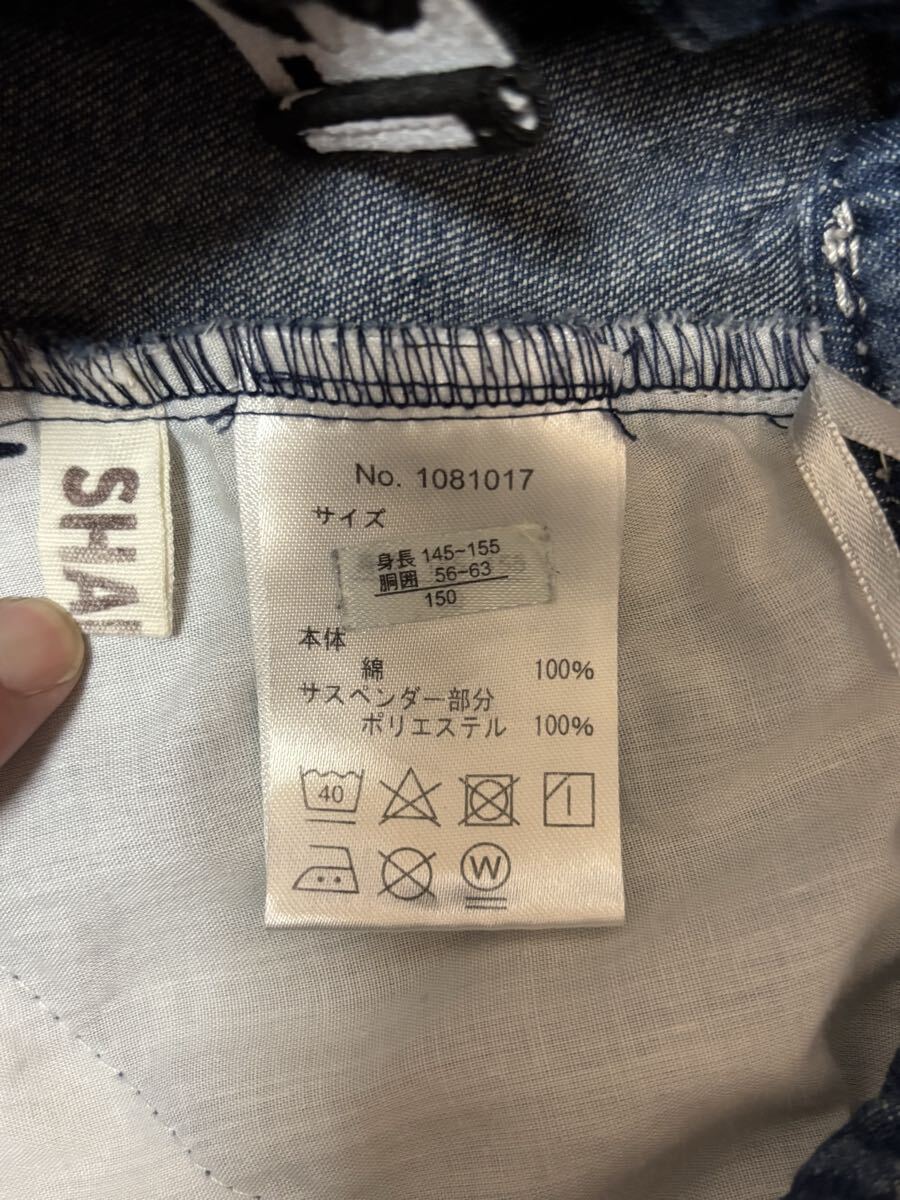 SHA
No. 1081017
サイズ
身長 145~155
胴囲 56~63
150
本体
綿 100%
サスペンダー部分
ポリエステル 100%
40
W